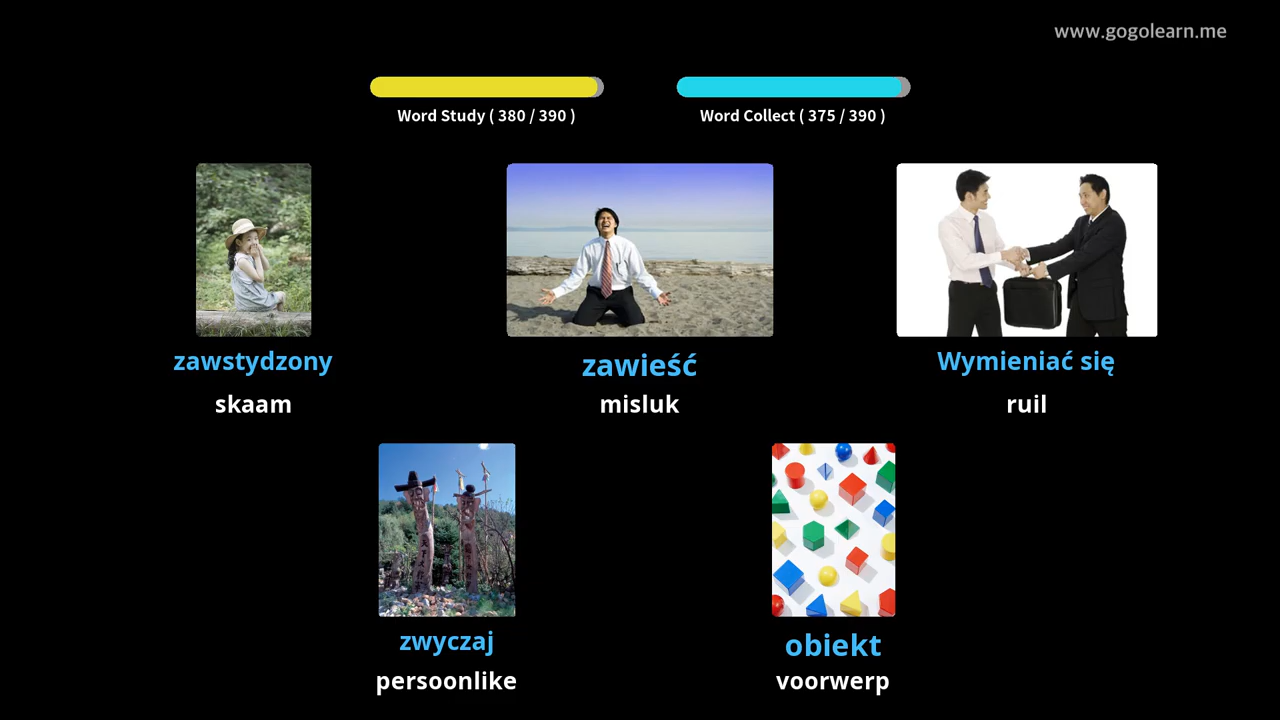 www.gogolearn.me
Word Study ( 380 / 390 )
Word Collect ( 375 / 390 )
zawstydzony
skaam
zawieść
misluk
Wymieniać się
ruil
zwyczaj
persoonlike
obiekt
voorwerp